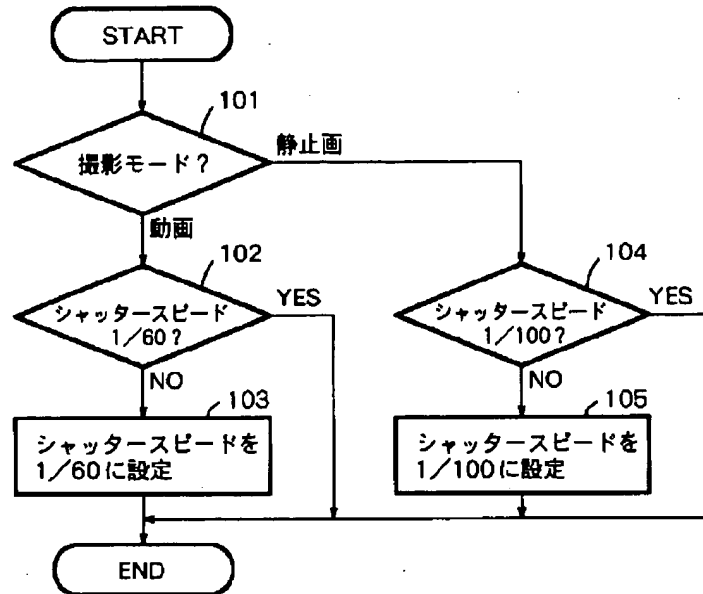 START
101
撮影モード?
静止画
動画
102
シャッタースピード
1/60?
YES
NO
103
シャッタースピードを
1/60に設定
104
シャッタースピード
1/100?
YES
NO
105
シャッタースピードを
1/100に設定
END